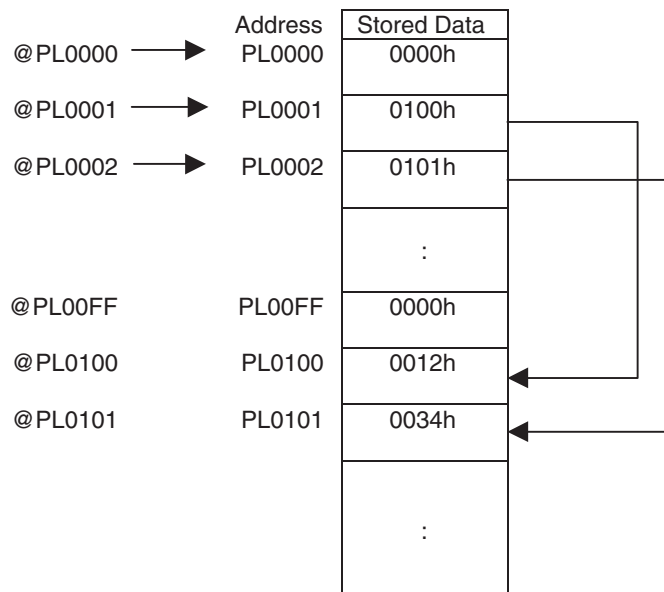 Address Stored Data
@PL0000 PL0000 0000h
@PL0001 PL0001 0100h
@PL0002 PL0002 0101h
:
@PL00FF PL00FF 0000h
@PL0100 PL0100 0012h
@PL0101 PL0101 0034h
: